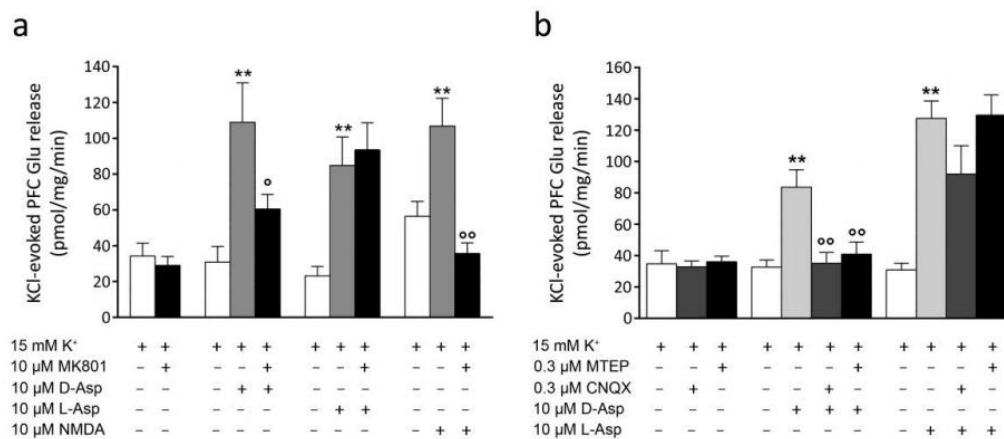 a
KCl-evoked PFC Glu release
(pmol/mg/min)
140
120
100
80
60
40
20
0
** ** **
° °°
15 mM K⁺ + + + + + + + + + + +
10 µM MK801 – + – – + – – + – – +
10 µM D-Asp – – – + + – – – – – –
10 µM L-Asp – – – – – – + + – – –
10 µM NMDA – – – – – – – – – + +
b
KCl-evoked PFC Glu release
(pmol/mg/min)
160
140
120
100
80
60
40
20
0
** **
°° °°
15 mM K⁺ + + + + + + + + + + +
0.3 µM MTEP – – + – – – + – – – +
0.3 µM CNQX – + – – – + – – – + –
10 µM D-Asp – – – – + + + – – – –
10 µM L-Asp – – – – – – – – + + +